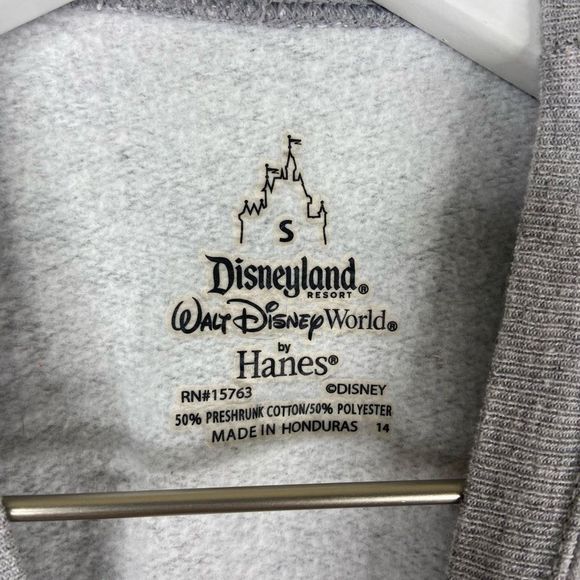 S
Disneyland®
RESORT
WALT DISNEY World®
by
Hanes®
RN#15763 ©DISNEY
50% PRESHRUNK COTTON/50% POLYESTER
MADE IN HONDURAS 14